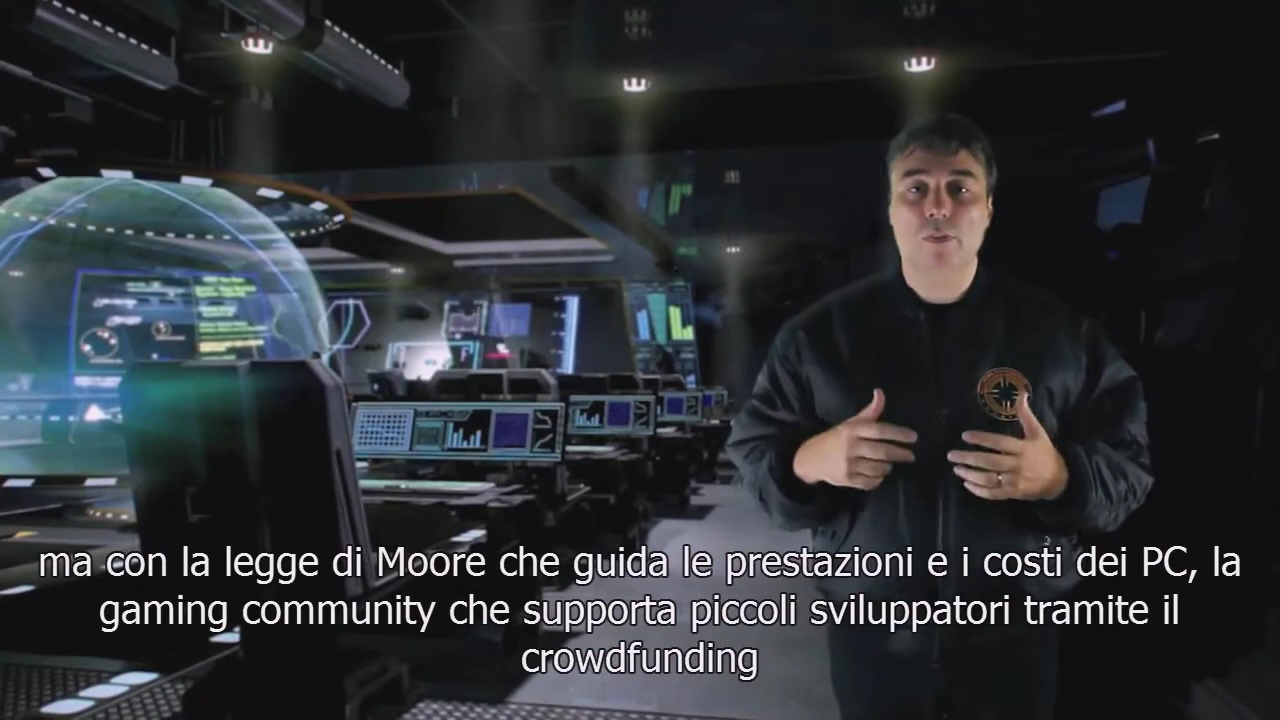 ma con la legge di Moore che guida le prestazioni e i costi dei PC, la
gaming community che supporta piccoli sviluppatori tramite il
crowdfunding